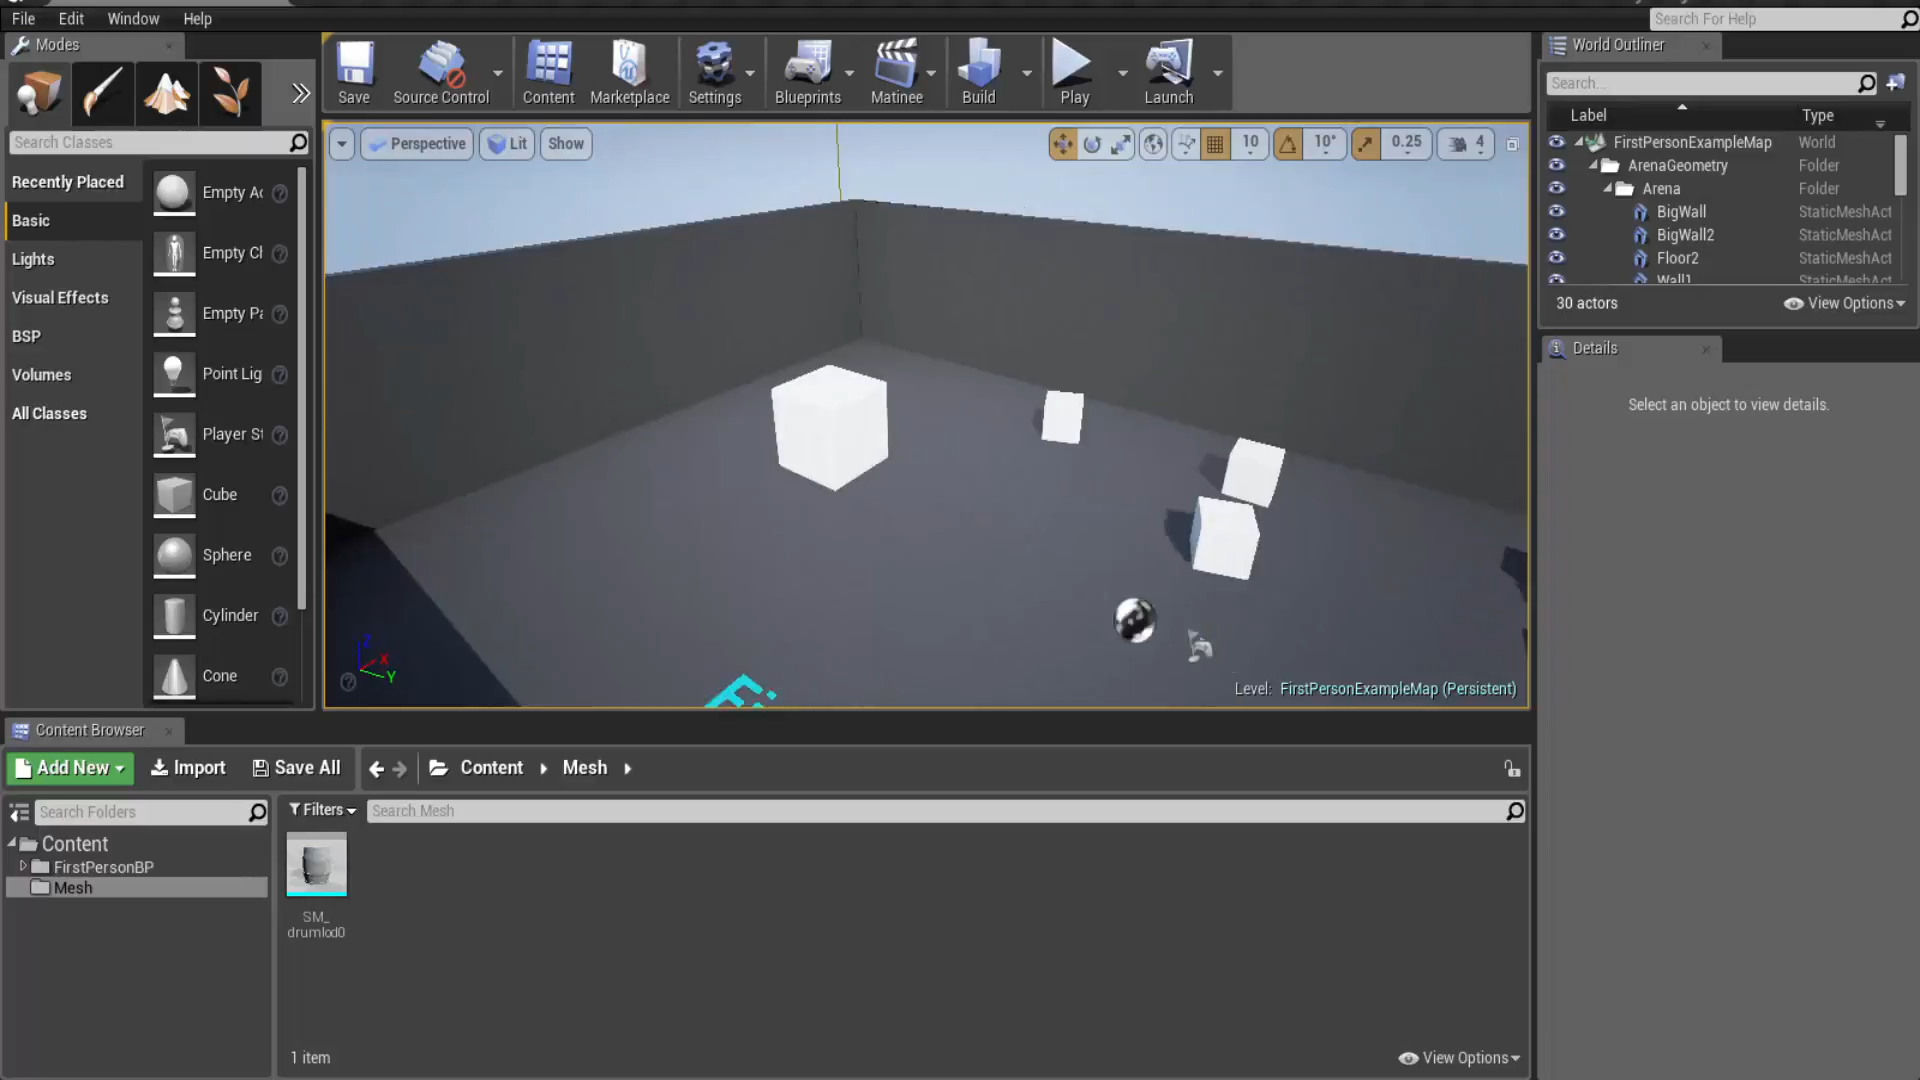 File Edit Window Help
Search For Help
Modes
Save
Source Control
Content
Marketplace
Settings
Blueprints
Matinee
Build
Play
Launch
World Outliner
Search...
Label Type
FirstPersonExampleMap World
ArenaGeometry Folder
Arena Folder
BigWall StaticMeshAct
BigWall2 StaticMeshAct
Floor2 StaticMeshAct
Wall1 StaticMeshAct
30 actors
View Options
Details
Select an object to view details.
Search Classes
Recently Placed
Basic
Lights
Visual Effects
BSP
Volumes
All Classes
Empty Ac
Empty Ch
Empty Pa
Point Lig
Player St
Cube
Sphere
Cylinder
Cone
Perspective
Lit
Show
10
10°
0.25
4
Z
X
Y
Level: FirstPersonExampleMap (Persistent)
Content Browser
Add New
Import
Save All
Content
Mesh
Search Folders
Filters
Search Mesh
Content
FirstPersonBP
Mesh
SM_
drumlod0
1 item
View Options